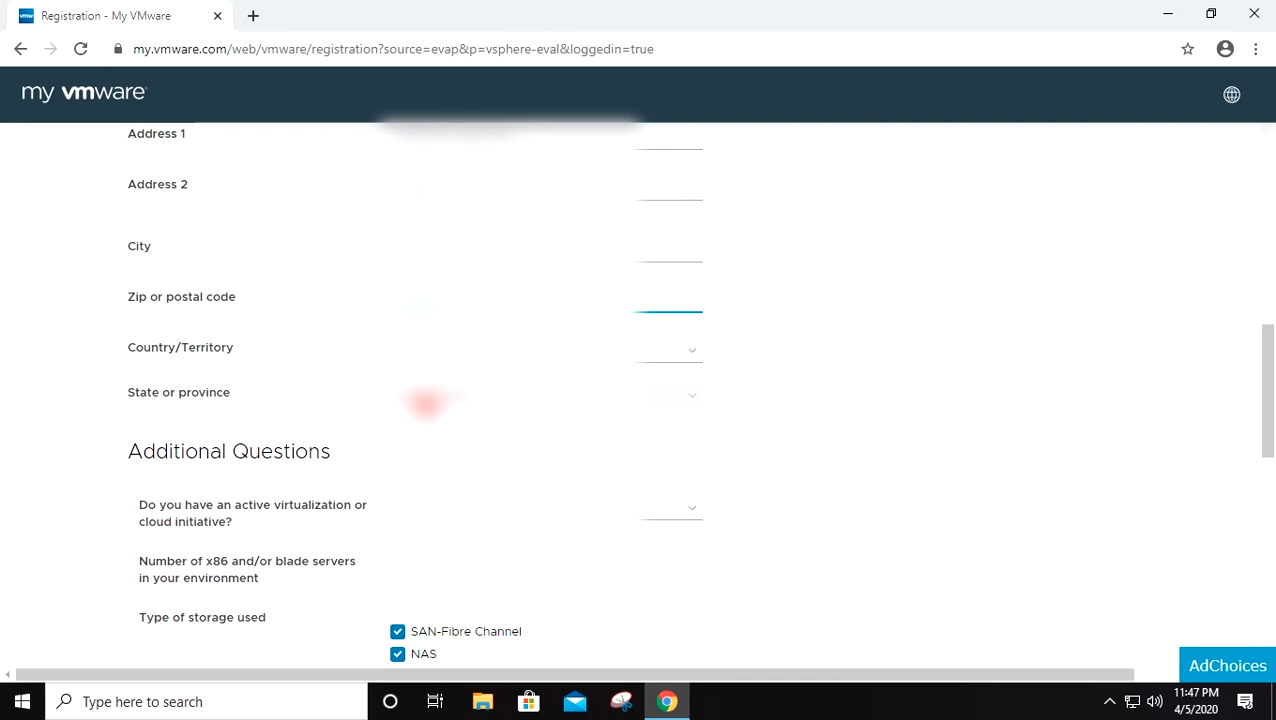 Registration - My VMware
my.vmware.com/web/vmware/registration?source=evap&p=vsphere-eval&loggedin=true
my vmware
Address 1
Address 2
City
Zip or postal code
Country/Territory
State or province
Additional Questions
Do you have an active virtualization or
cloud initiative?
Number of x86 and/or blade servers
in your environment
Type of storage used
SAN-Fibre Channel
NAS
AdChoices
Type here to search
11:47 PM
4/5/2020